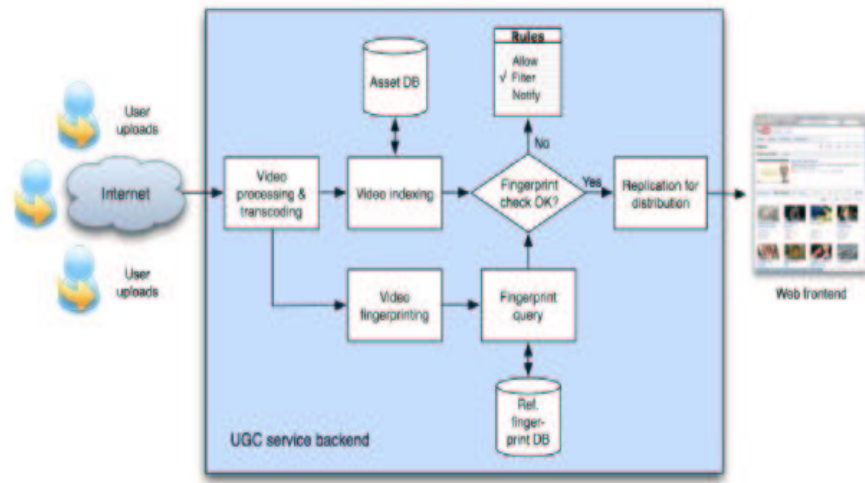 User
uploads
Internet
User
uploads
Asset DB
Rules
Allow
√ Filter
Notify
Video
processing &
transcoding
Video indexing
No
Fingerprint
check OK?
Yes
Replication for
distribution
Video
fingerprinting
Fingerprint
query
Ref.
finger-
print DB
UGC service backend
Web frontend